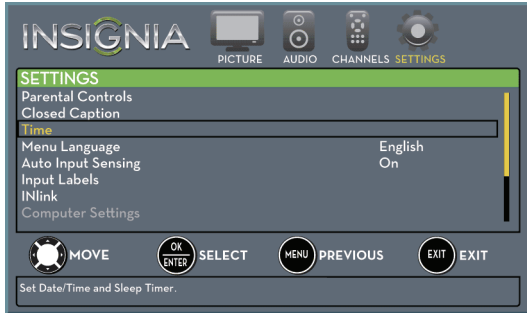 INSIGNIA
PICTURE AUDIO CHANNELS SETTINGS
SETTINGS
Parental Controls
Closed Caption
Time
Menu Language English
Auto Input Sensing On
Input Labels
INlink
Computer Settings
MOVE OK ENTER SELECT MENU PREVIOUS EXIT EXIT
Set Date/Time and Sleep Timer.